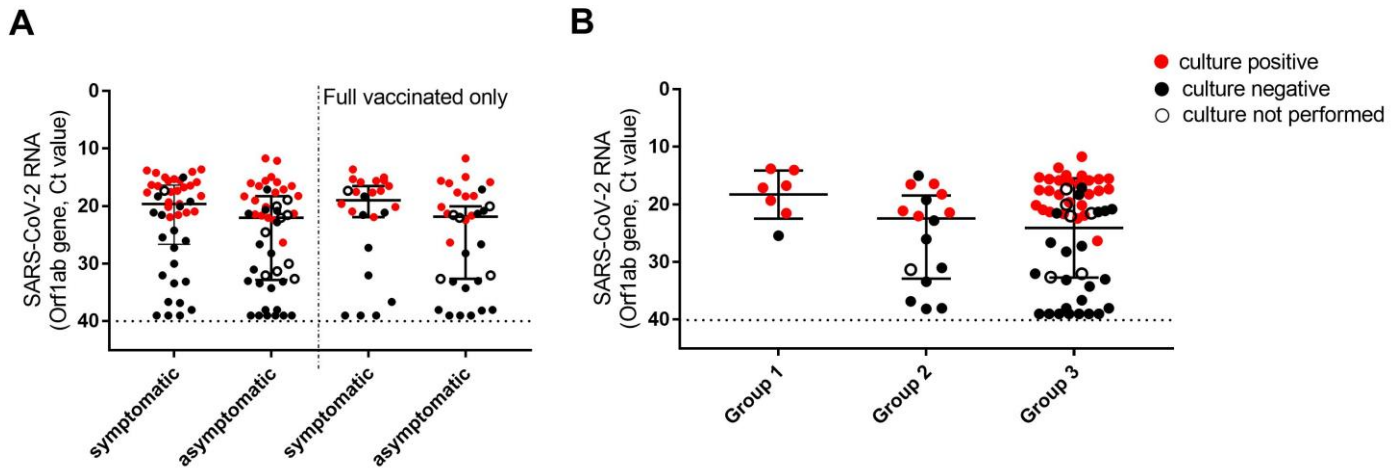 A
SARS-CoV-2 RNA
(Orf1ab gene, Ct value)
0
10
20
30
40
Full vaccinated only
symptomatic
asymptomatic
symptomatic
asymptomatic
B
SARS-CoV-2 RNA
(Orf1ab gene, Ct value)
0
10
20
30
40
Group 1
Group 2
Group 3
culture positive
culture negative
culture not performed